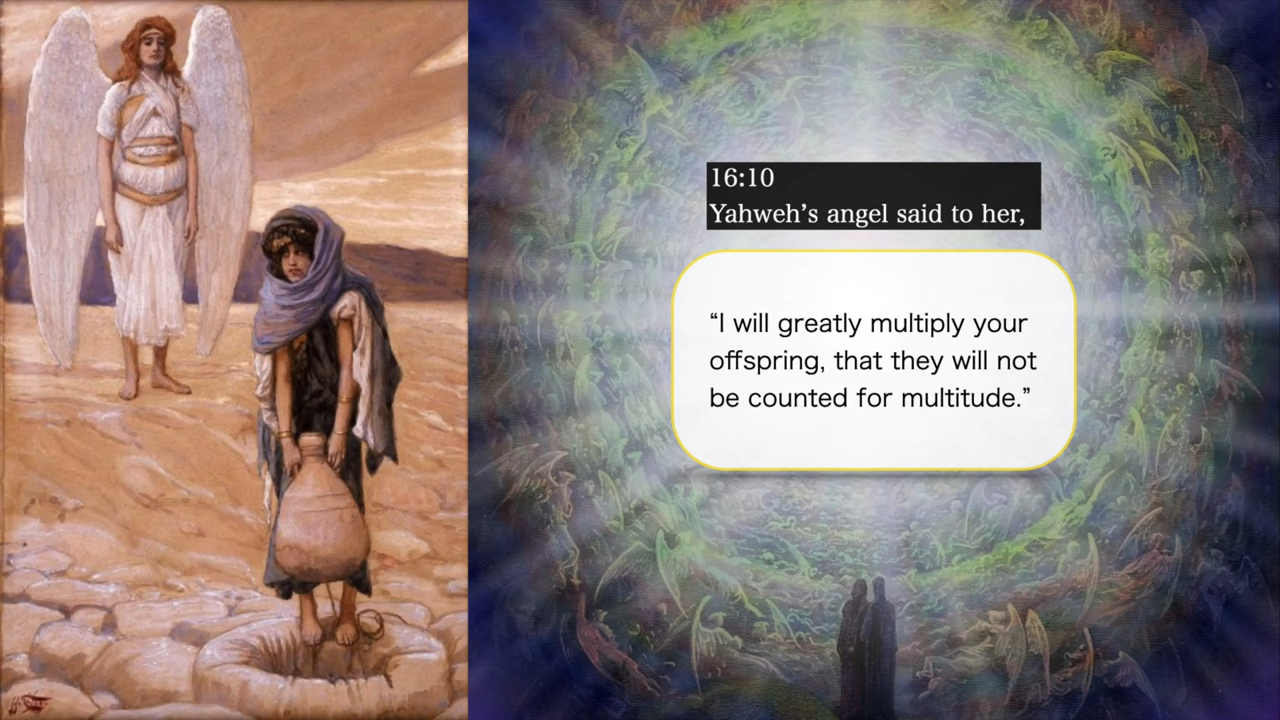 16:10
Yahweh’s angel said to her,
“I will greatly multiply your
offspring, that they will not
be counted for multitude.”